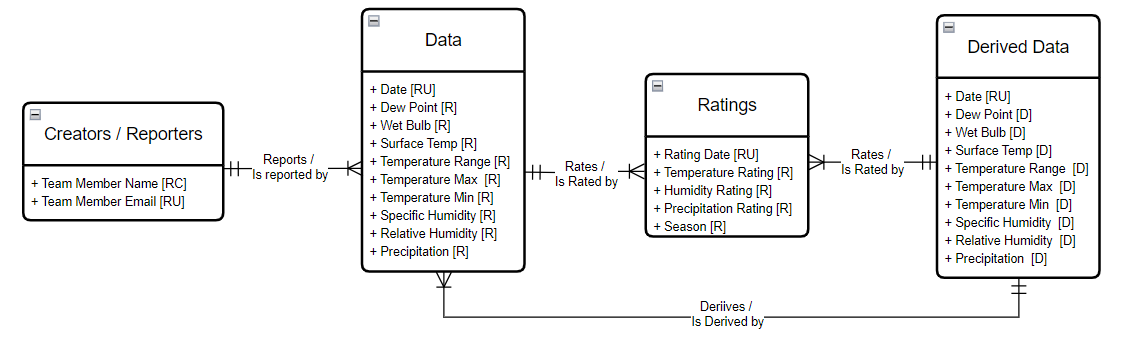 Creators / Reporters
+ Team Member Name [RC]
+ Team Member Email [RU]
Reports /
Is reported by
Data
+ Date [RU]
+ Dew Point [R]
+ Wet Bulb [R]
+ Surface Temp [R]
+ Temperature Range [R]
+ Temperature Max [R]
+ Temperature Min [R]
+ Specific Humidity [R]
+ Relative Humidity [R]
+ Precipitation [R]
Rates /
Is Rated by
Ratings
+ Rating Date [RU]
+ Temperature Rating [R]
+ Humidity Rating [R]
+ Precipitation Rating [R]
+ Season [R]
Rates /
Is Rated by
Derived Data
+ Date [RU]
+ Dew Point [D]
+ Wet Bulb [D]
+ Surface Temp [D]
+ Temperature Range [D]
+ Temperature Max [D]
+ Temperature Min [D]
+ Specific Humidity [D]
+ Relative Humidity [D]
+ Precipitation [D]
Deriives /
Is Derived by